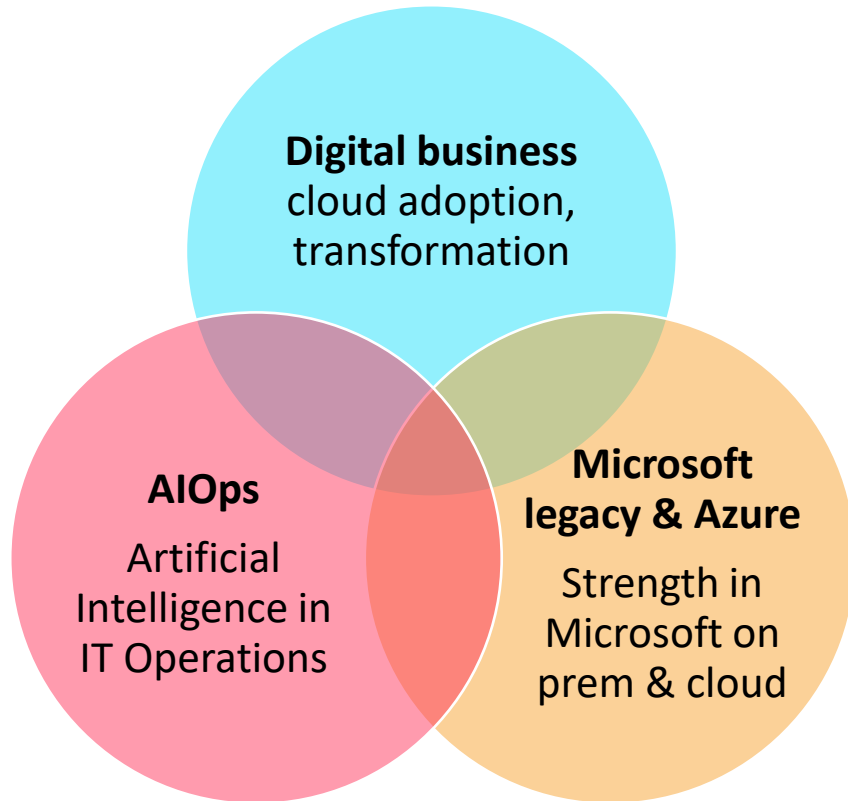 Digital business
cloud adoption,
transformation
AIOps
Artificial
Intelligence in
IT Operations
Microsoft
legacy & Azure
Strength in
Microsoft on
prem & cloud